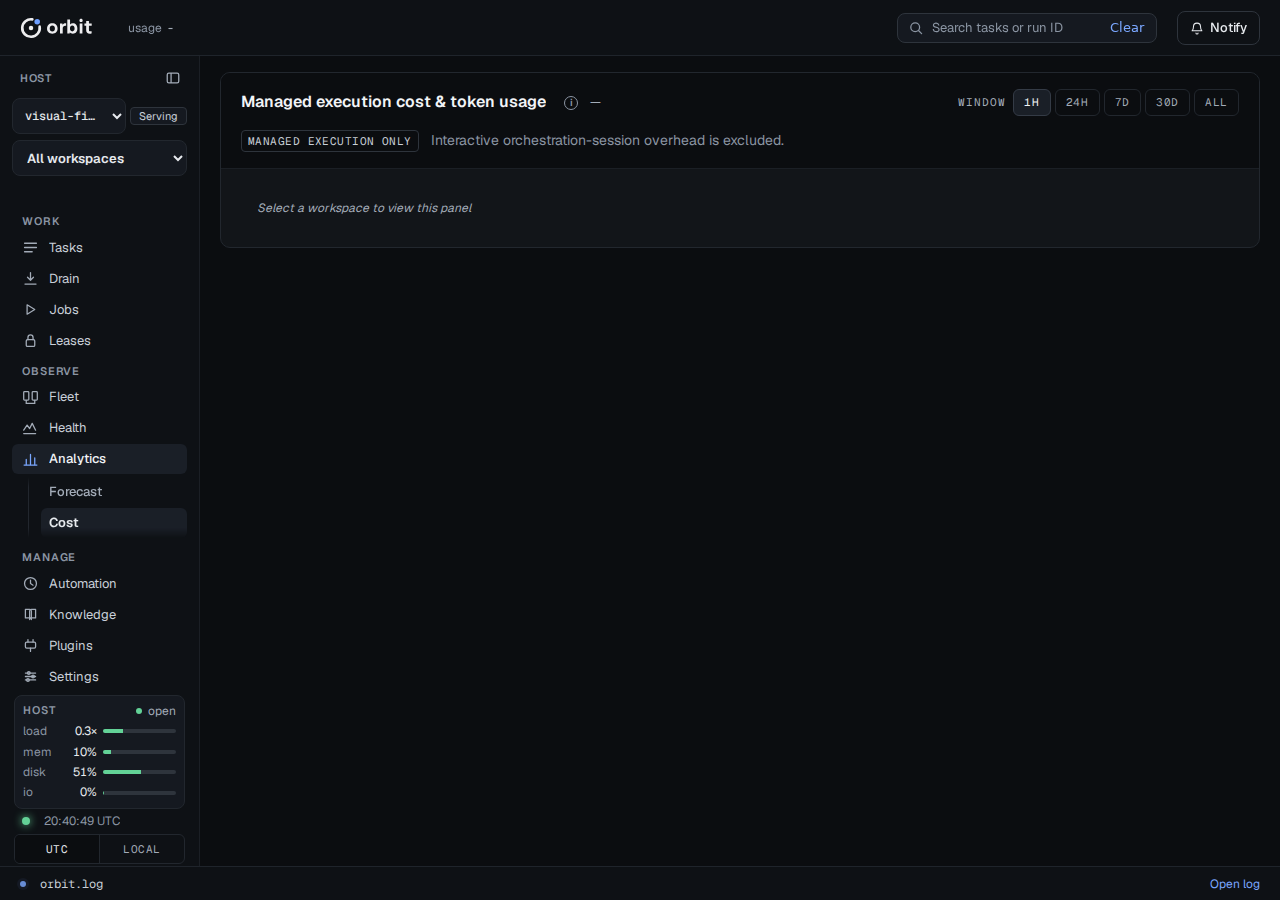 orbit
usage -
Search tasks or run ID
Clear
Notify
HOST
visual-fi…
Serving
All workspaces
WORK
Tasks
Drain
Jobs
Leases
OBSERVE
Fleet
Health
Analytics
Forecast
Cost
MANAGE
Automation
Knowledge
Plugins
Settings
HOST
open
load 0.3×
mem 10%
disk 51%
io 0%
20:40:49 UTC
UTC
LOCAL
Managed execution cost & token usage
—
WINDOW
1H
24H
7D
30D
ALL
MANAGED EXECUTION ONLY
Interactive orchestration-session overhead is excluded.
Select a workspace to view this panel
orbit.log
Open log